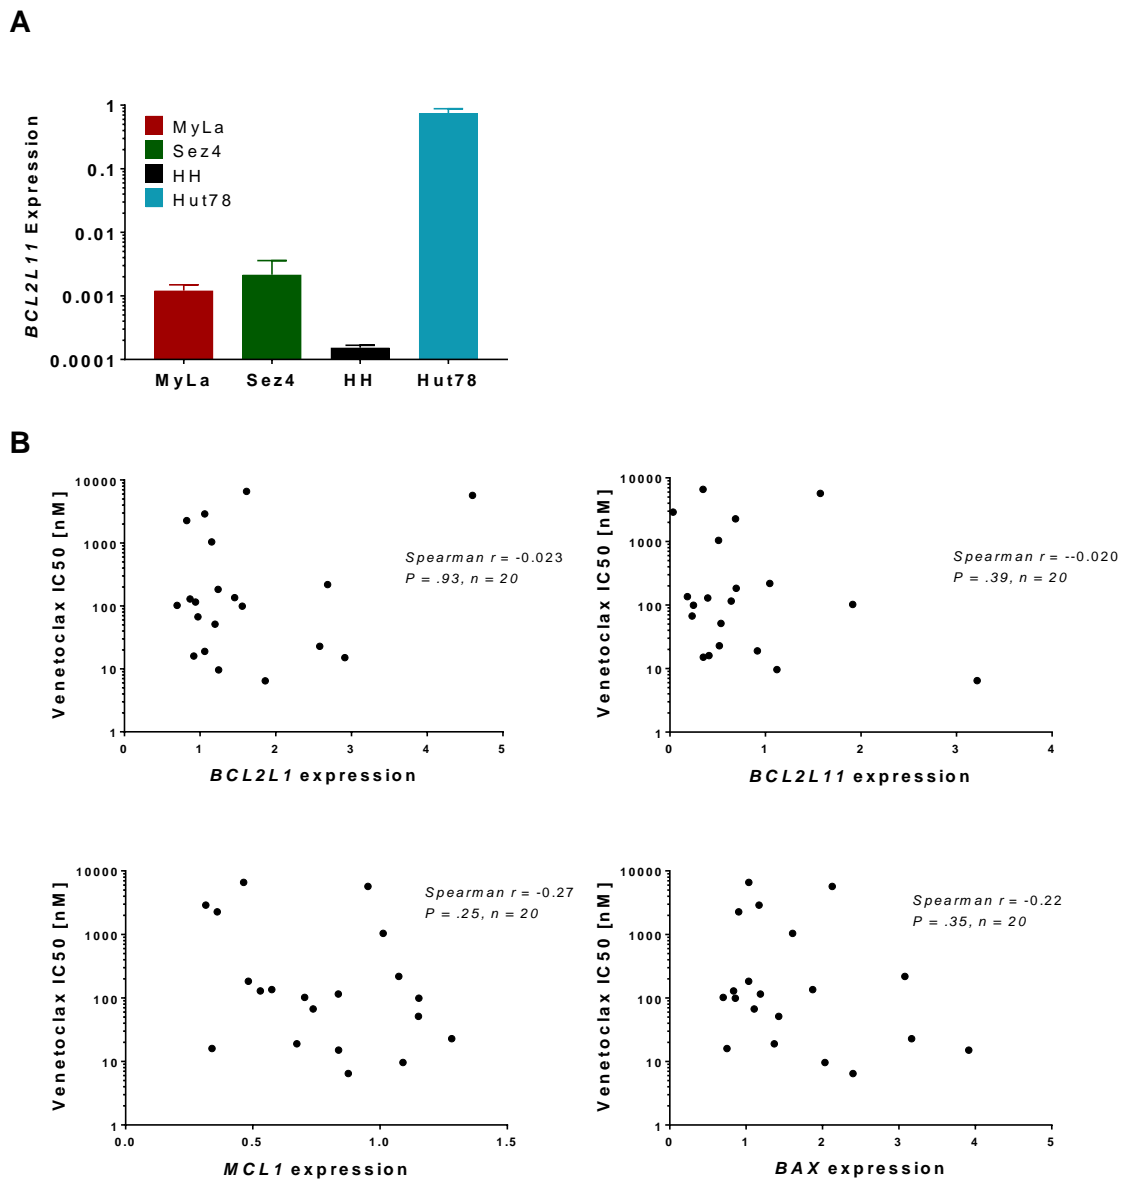 A
BCL2L11 Expression
1
0.1
0.01
0.001
0.0001
MyLa
Sez4
HH
Hut78
MyLa Sez4 HH Hut78
B
Venetoclax IC50 [nM]
10000
1000
100
10
1
Spearman r = -0.023
P = .93, n = 20
0 1 2 3 4 5
BCL2L1 expression
Venetoclax IC50 [nM]
10000
1000
100
10
1
Spearman r = --0.020
P = .39, n = 20
0 1 2 3 4
BCL2L11 expression
Venetoclax IC50 [nM]
10000
1000
100
10
1
Spearman r = -0.27
P = .25, n = 20
0.0 0.5 1.0 1.5
MCL1 expression
Venetoclax IC50 [nM]
10000
1000
100
10
1
Spearman r = -0.22
P = .35, n = 20
0 1 2 3 4 5
BAX expression